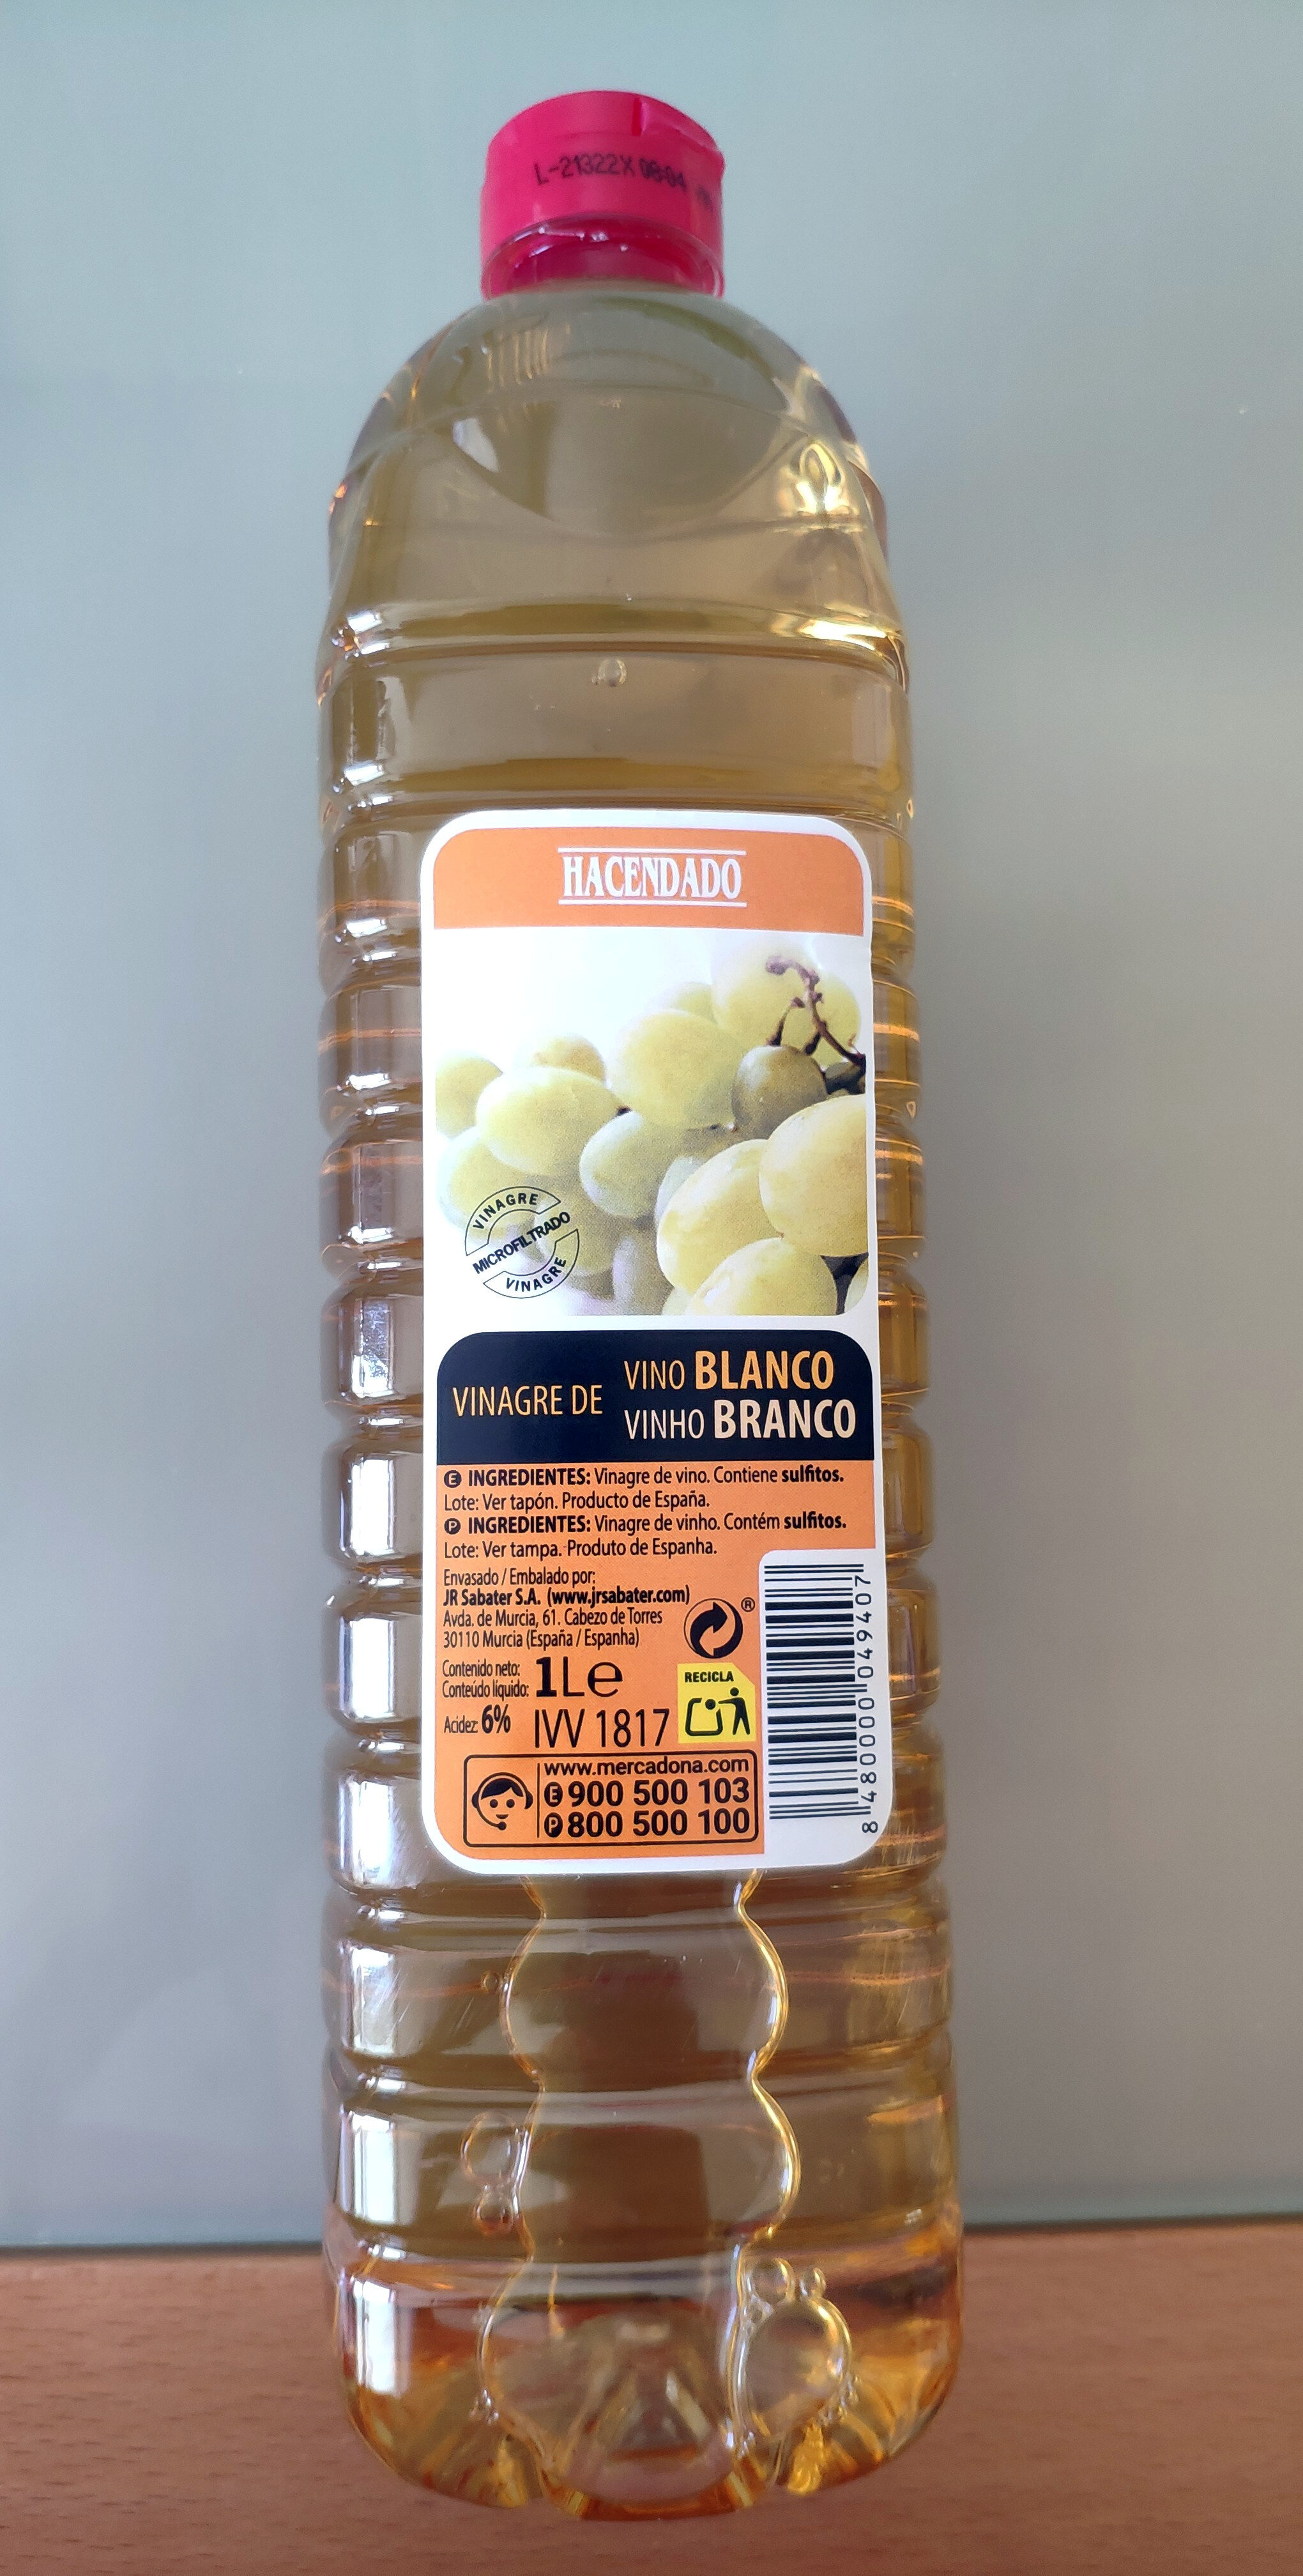 L-21322X 08:04
HACENDADO
VINAGRE
MICROFILTRADO
VINAGRE
VINAGRE DE
VINO BLANCO
VINHO BRANCO
E INGREDIENTES: Vinagre de vino. Contiene sulfitos.
Lote: Ver tapón. Producto de España.
P INGREDIENTES: Vinagre de vinho. Contém sulfitos.
Lote: Ver tampa. Produto de Espanha.
Envasado / Embalado por:
JR Sabater S.A. (www.jrsabater.com)
Avda. de Murcia, 61. Cabezo de Torres
30110 Murcia (España / Espanha)
®
Contenido neto:
Conteúdo líquido:
1Le
RECICLA
Acidez: 6%
IVV 1817
www.mercadona.com
E 900 500 103
P 800 500 100
8 480000 049407